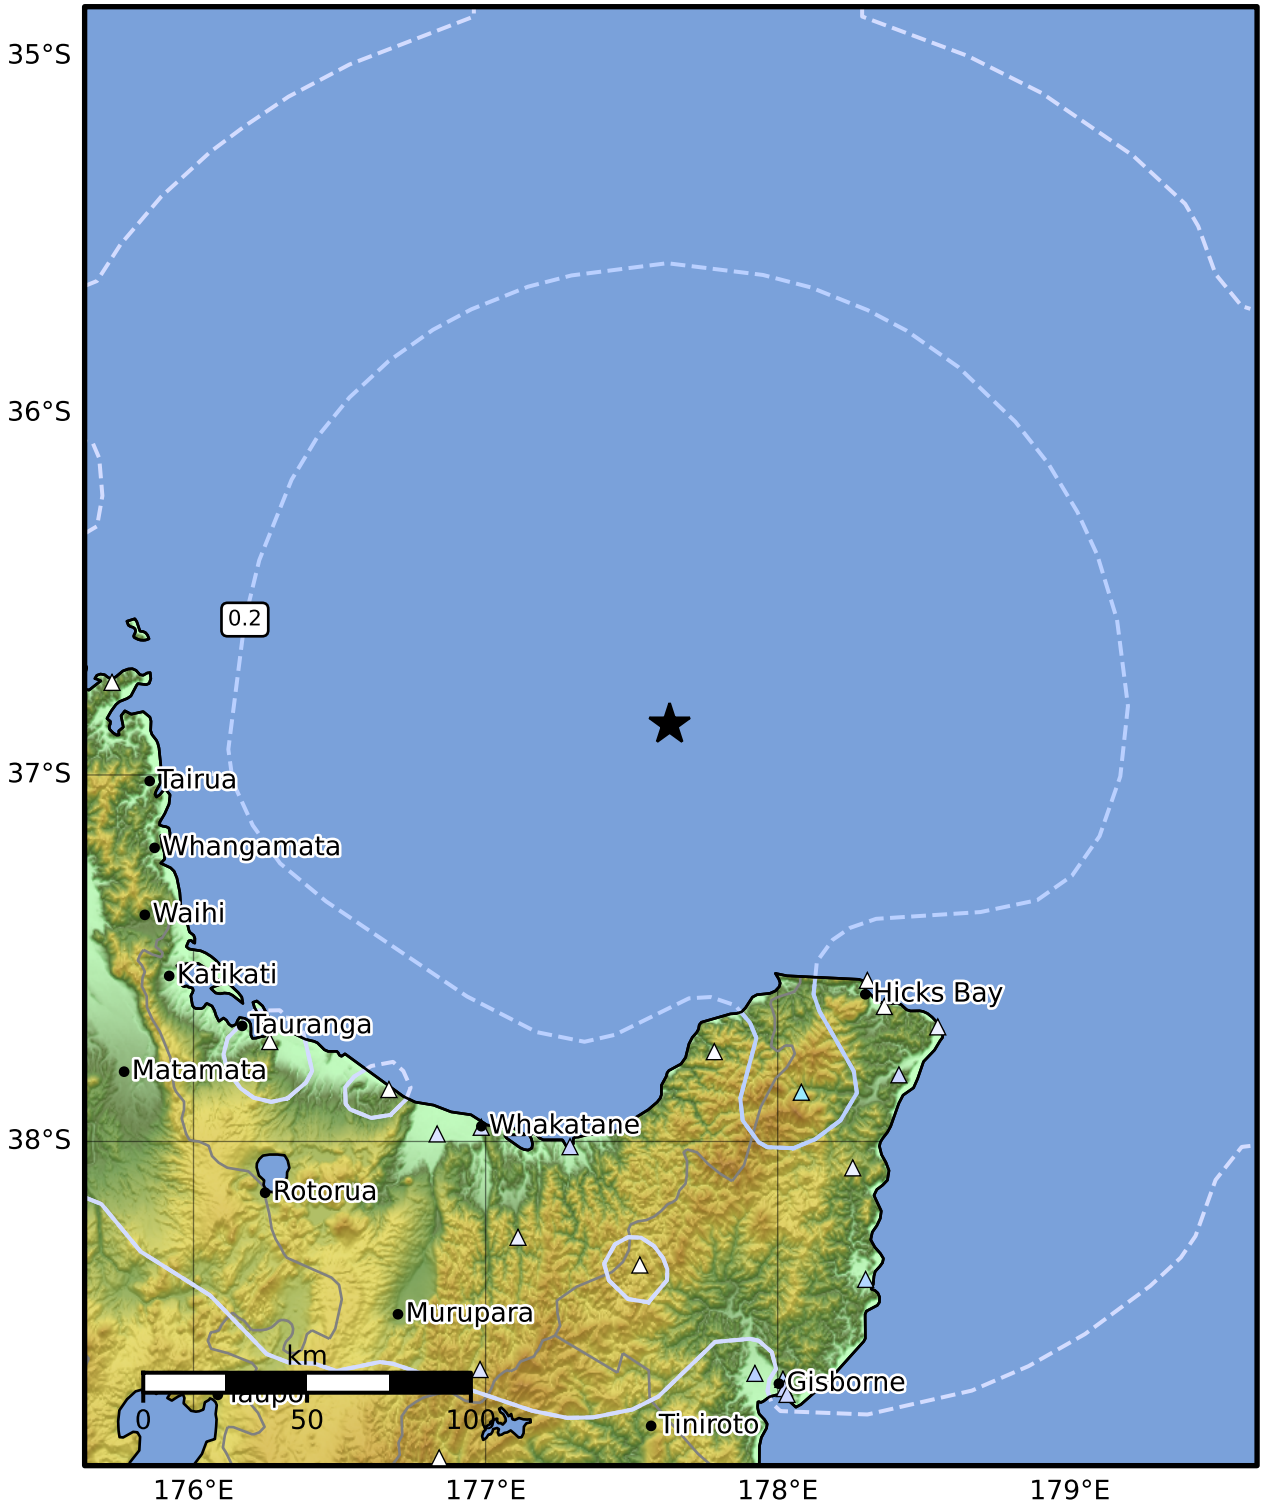 35°S
36°S
0.2
37°S
Tairua
Whangamata
Waihi
Katikati
Hicks Bay
Tauranga
Matamata
Whakatane
38°S
Rotorua
Murupara
km
Gisborne
Taupo
0 50 100
Tiniroto
176°E 177°E 178°E 179°E